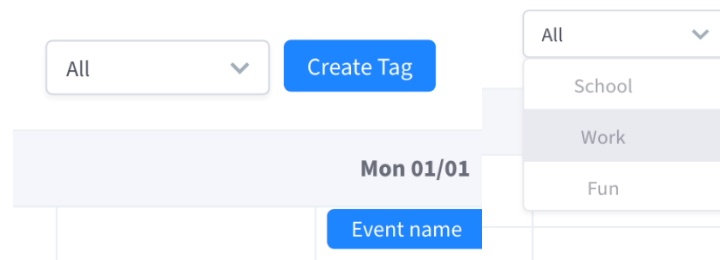 All
Create Tag
Mon 01/01
Event name
All
School
Work
Fun